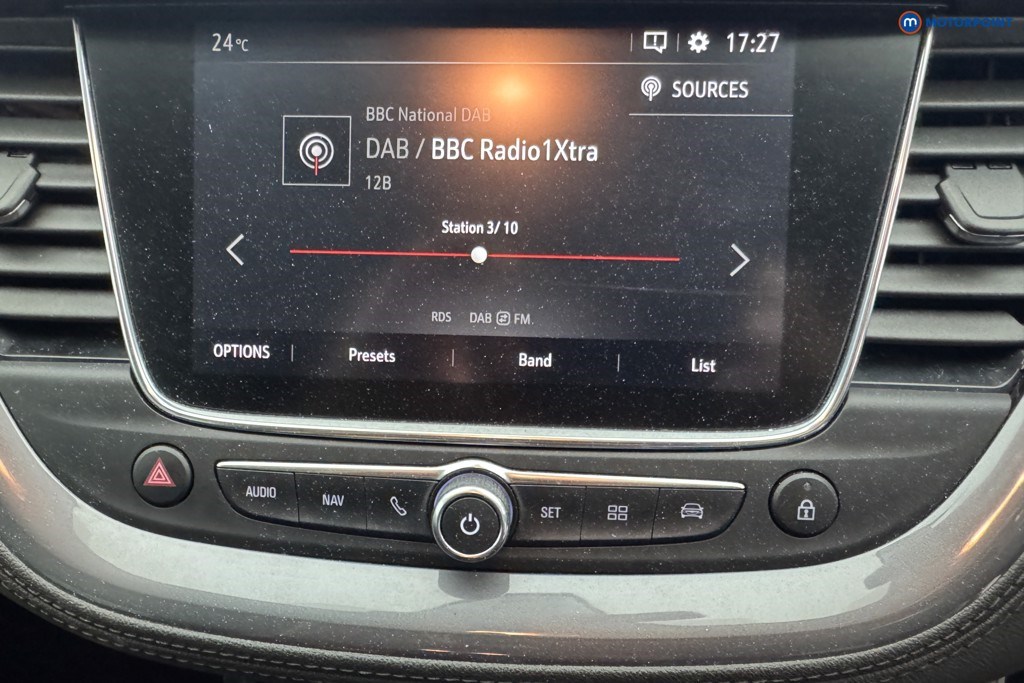 24°C 17:27
SOURCES
BBC National DAB
DAB / BBC Radio1Xtra
12B
Station 3/10
RDS DAB FM
OPTIONS Presets Band List
AUDIO NAV SET
m MOTORPOINT